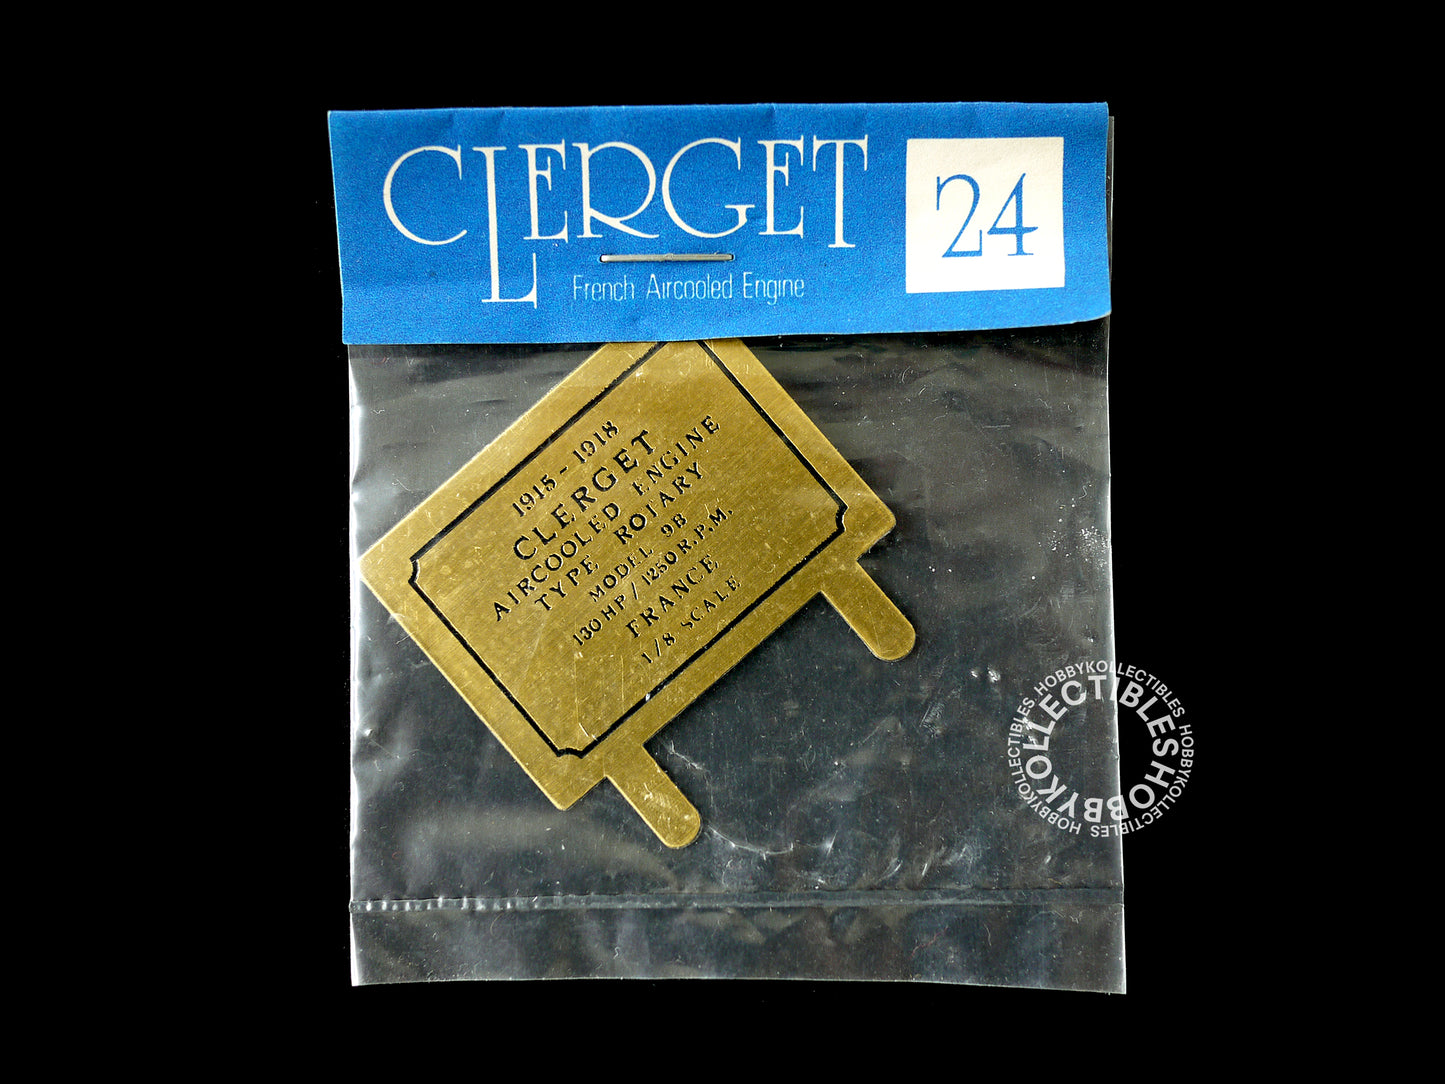 CLERGET
24
French Aircooled Engine
1915 - 1918
CLERGET
AIRCOOLED ENGINE
TYPE ROTARY
MODEL 9B
130 HP / 1250 R.P.M.
FRANCE
1/8 SCALE
HOBBYKOLLECTIBLES HOBBYKOLLECTIBLES HOBBYKOLLECTIBLES
HOBBYKOLLECTIBLES